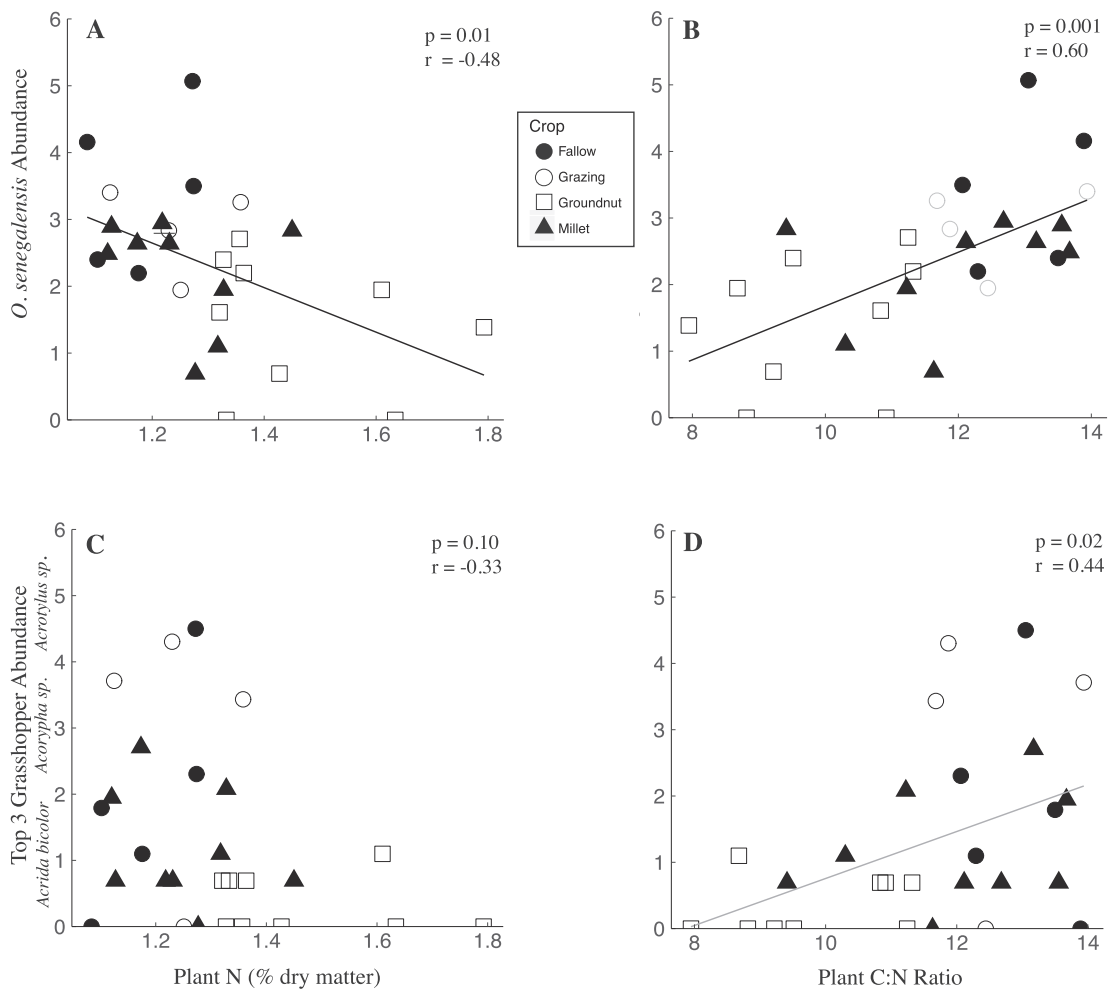 A
p = 0.01
r = -0.48
O. senegalensis Abundance
6
5
4
3
2
1
0
1.2 1.4 1.6 1.8
B
p = 0.001
r = 0.60
6
5
4
3
2
1
0
8 10 12 14
Crop
Fallow
Grazing
Groundnut
Millet
C
p = 0.10
r = -0.33
Top 3 Grasshopper Abundance
Acrida bicolor Acorypha sp. Acrotylus sp.
6
5
4
3
2
1
0
1.2 1.4 1.6 1.8
Plant N (% dry matter)
D
p = 0.02
r = 0.44
6
5
4
3
2
1
0
8 10 12 14
Plant C:N Ratio